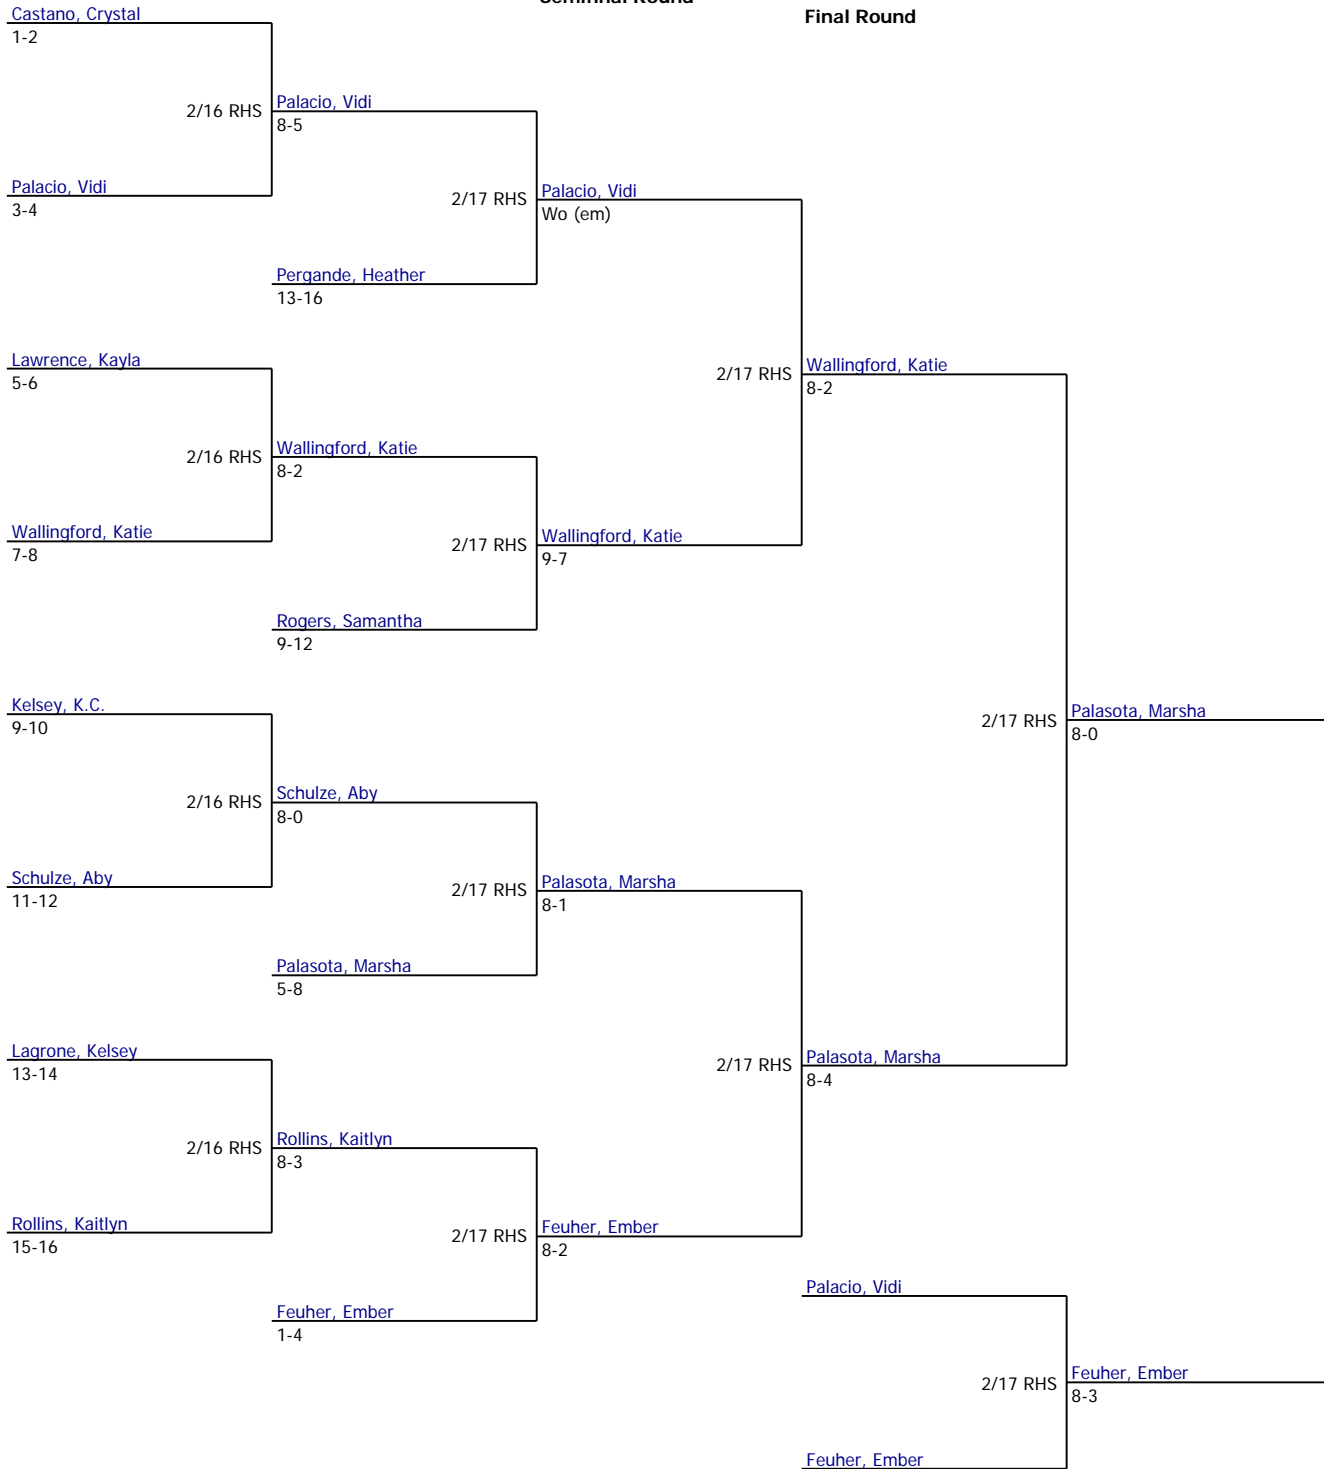 Semifinal Round
Final Round
Castano, Crystal
1-2
2/16 RHS
Palacio, Vidi
8-5
Palacio, Vidi
3-4
2/17 RHS
Palacio, Vidi
Wo (em)
Pergande, Heather
13-16
Lawrence, Kayla
5-6
2/17 RHS
Wallingford, Katie
8-2
2/16 RHS
Wallingford, Katie
8-2
Wallingford, Katie
7-8
2/17 RHS
Wallingford, Katie
9-7
Rogers, Samantha
9-12
Kelsey, K.C.
9-10
2/17 RHS
Palasota, Marsha
8-0
2/16 RHS
Schulze, Aby
8-0
Schulze, Aby
11-12
2/17 RHS
Palasota, Marsha
8-1
Palasota, Marsha
5-8
Lagrone, Kelsey
13-14
2/17 RHS
Palasota, Marsha
8-4
2/16 RHS
Rollins, Kaitlyn
8-3
Rollins, Kaitlyn
15-16
2/17 RHS
Feuher, Ember
8-2
Feuher, Ember
1-4
Palacio, Vidi
2/17 RHS
Feuher, Ember
8-3
Feuher, Ember